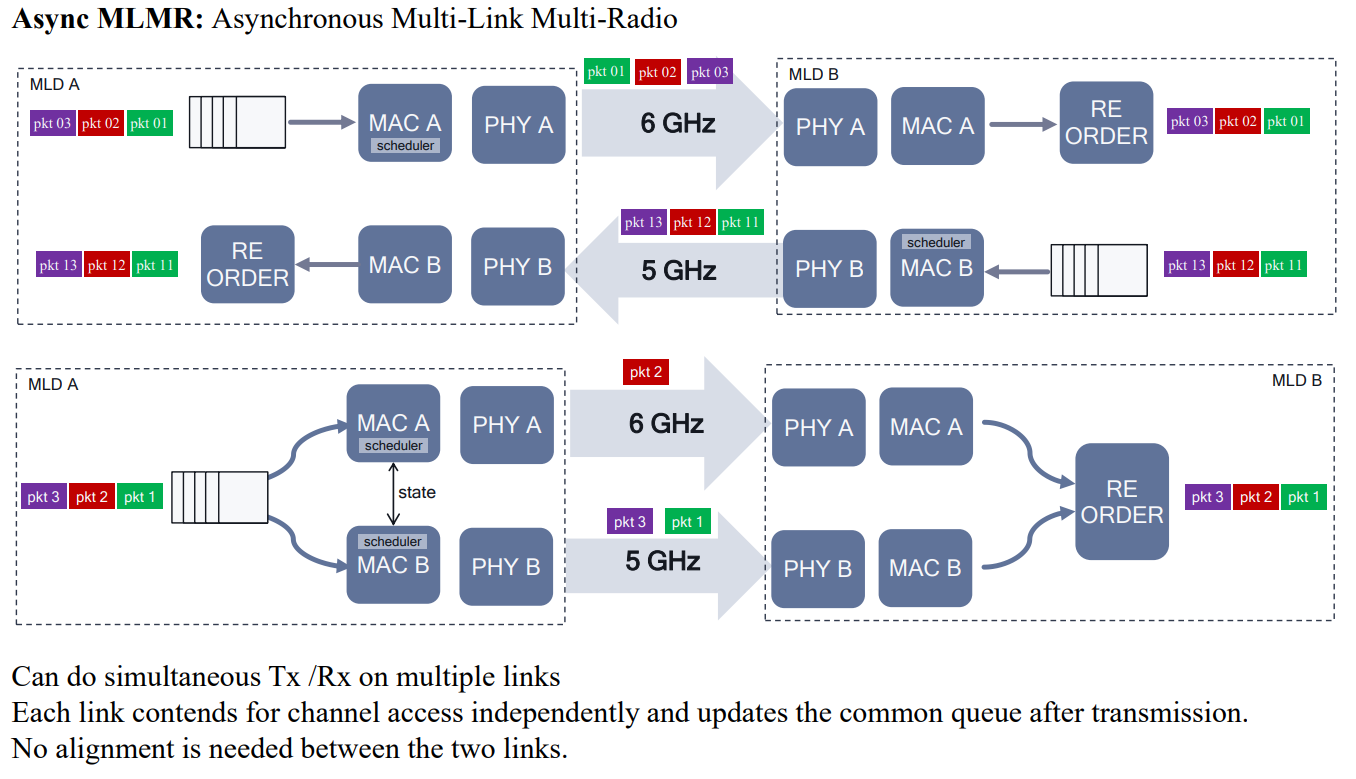 Async MLMR: Asynchronous Multi-Link Multi-Radio
MLD A
pkt 03 pkt 02 pkt 01
MAC A
scheduler
PHY A
pkt 01 pkt 02 pkt 03
6 GHz
MLD B
PHY A
MAC A
RE
ORDER
pkt 03 pkt 02 pkt 01
pkt 13 pkt 12 pkt 11
RE
ORDER
MAC B
PHY B
pkt 13 pkt 12 pkt 11
5 GHz
PHY B
scheduler
MAC B
pkt 13 pkt 12 pkt 11
MLD A
pkt 3 pkt 2 pkt 1
MAC A
scheduler
PHY A
state
scheduler
MAC B
PHY B
pkt 2
6 GHz
pkt 3 pkt 1
5 GHz
MLD B
PHY A
MAC A
PHY B
MAC B
RE
ORDER
pkt 3 pkt 2 pkt 1
Can do simultaneous Tx /Rx on multiple links
Each link contends for channel access independently and updates the common queue after transmission.
No alignment is needed between the two links.